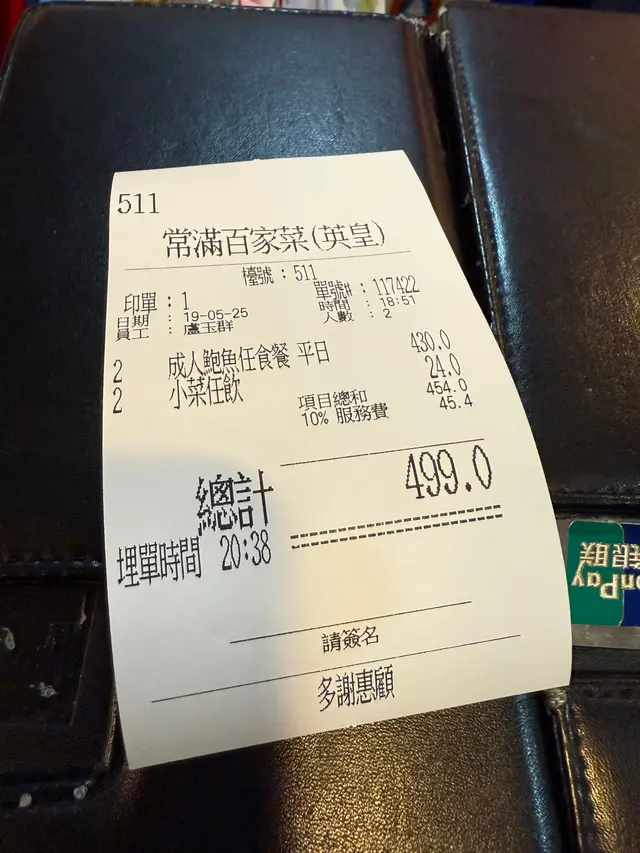 511
常滿百家菜(英皇)
檯號：511
印單：1 單號#：117422
日期：19-05-25 時間：18:51
員工：盧玉群 人數：2
2 成人鮑魚任食餐 平日 430.0
2 小菜任飲 24.0
項目總和 454.0
10% 服務費 45.4
總計 499.0
埋單時間 20:38
請簽名
多謝惠顧
onPay
銀联